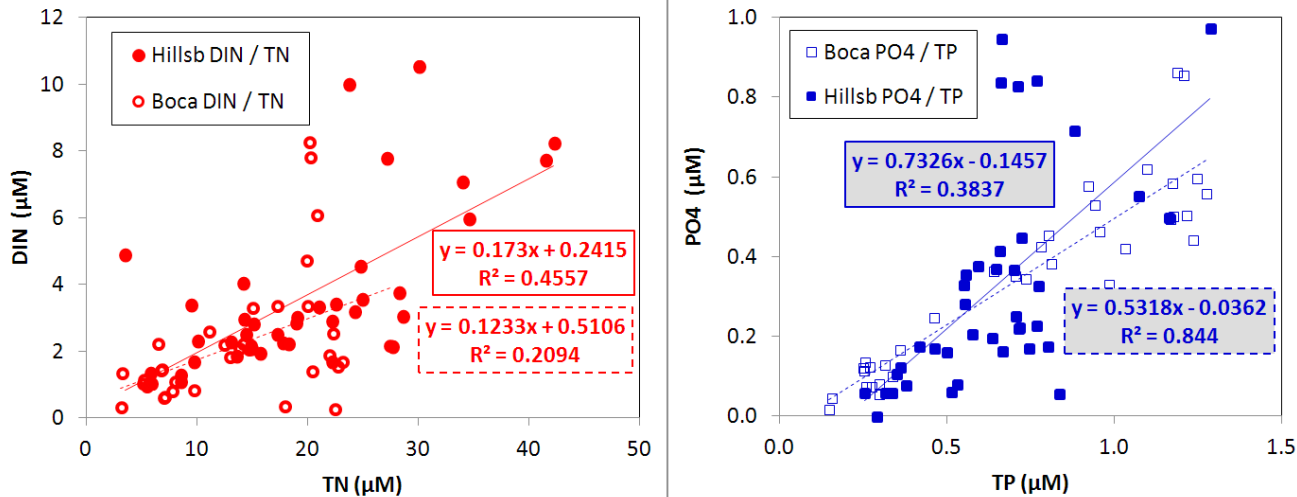 12
10
8
6
4
2
0
DIN (µM)
Hillsb DIN / TN
Boca DIN / TN
y = 0.173x + 0.2415
R² = 0.4557
y = 0.1233x + 0.5106
R² = 0.2094
0 10 20 30 40 50
TN (µM)
1.0
0.8
0.6
0.4
0.2
0.0
PO4 (µM)
Boca PO4 / TP
Hillsb PO4 / TP
y = 0.7326x - 0.1457
R² = 0.3837
y = 0.5318x - 0.0362
R² = 0.844
0.0 0.5 1.0 1.5
TP (µM)